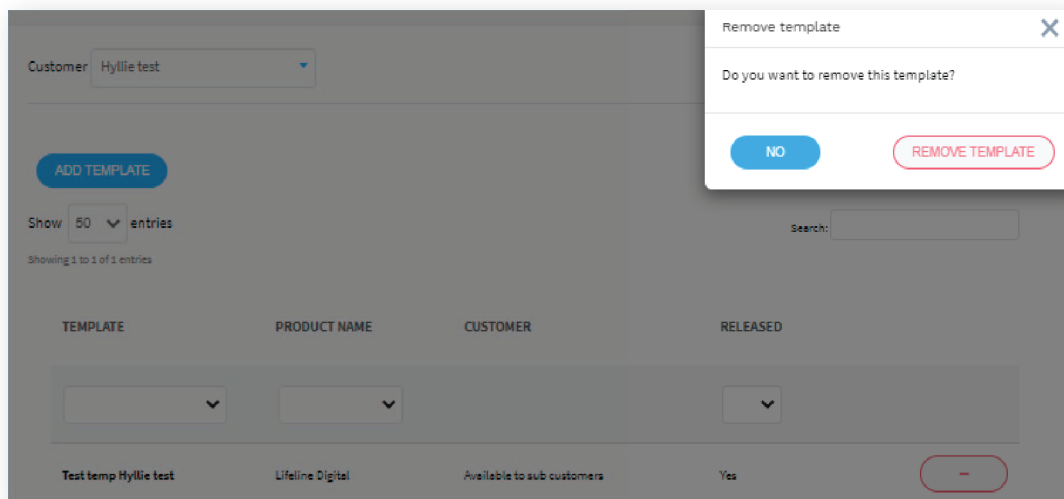 Remove template
Do you want to remove this template?
NO REMOVE TEMPLATE
Customer Hyllie test
ADD TEMPLATE
Show 50 entries
Search:
Showing 1 to 1 of 1 entries
TEMPLATE PRODUCT NAME CUSTOMER RELEASED
Test temp Hyllie test Lifeline Digital Available to sub customers Yes